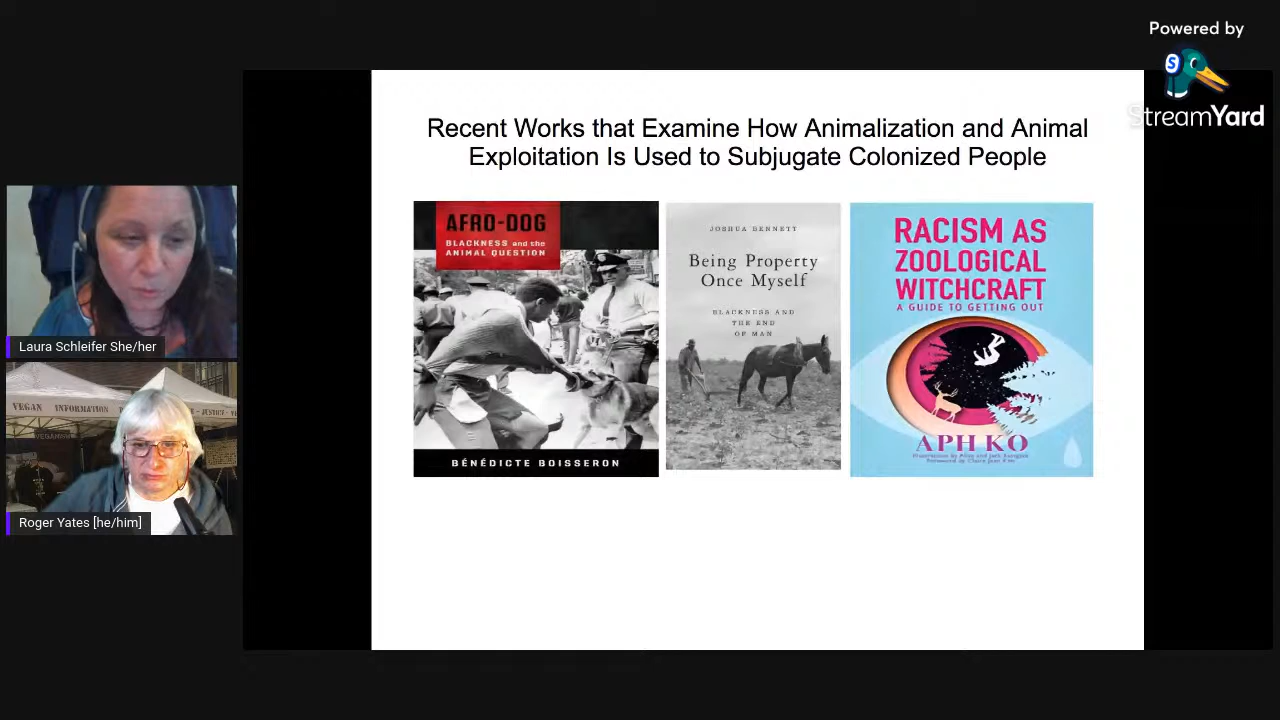 Powered by
StreamYard
Recent Works that Examine How Animalization and Animal
Exploitation Is Used to Subjugate Colonized People
AFRO-DOG
BLACKNESS and the
ANIMAL QUESTION
BÉNÉDICTE BOISSERON
JOSHUA BENNETT
Being Property
Once Myself
BLACKNESS AND
THE END
OF MAN
RACISM AS
ZOOLOGICAL
WITCHCRAFT
A GUIDE TO GETTING OUT
APH KO
Laura Schleifer She/her
VEGAN INFORMATION
Roger Yates [he/him]